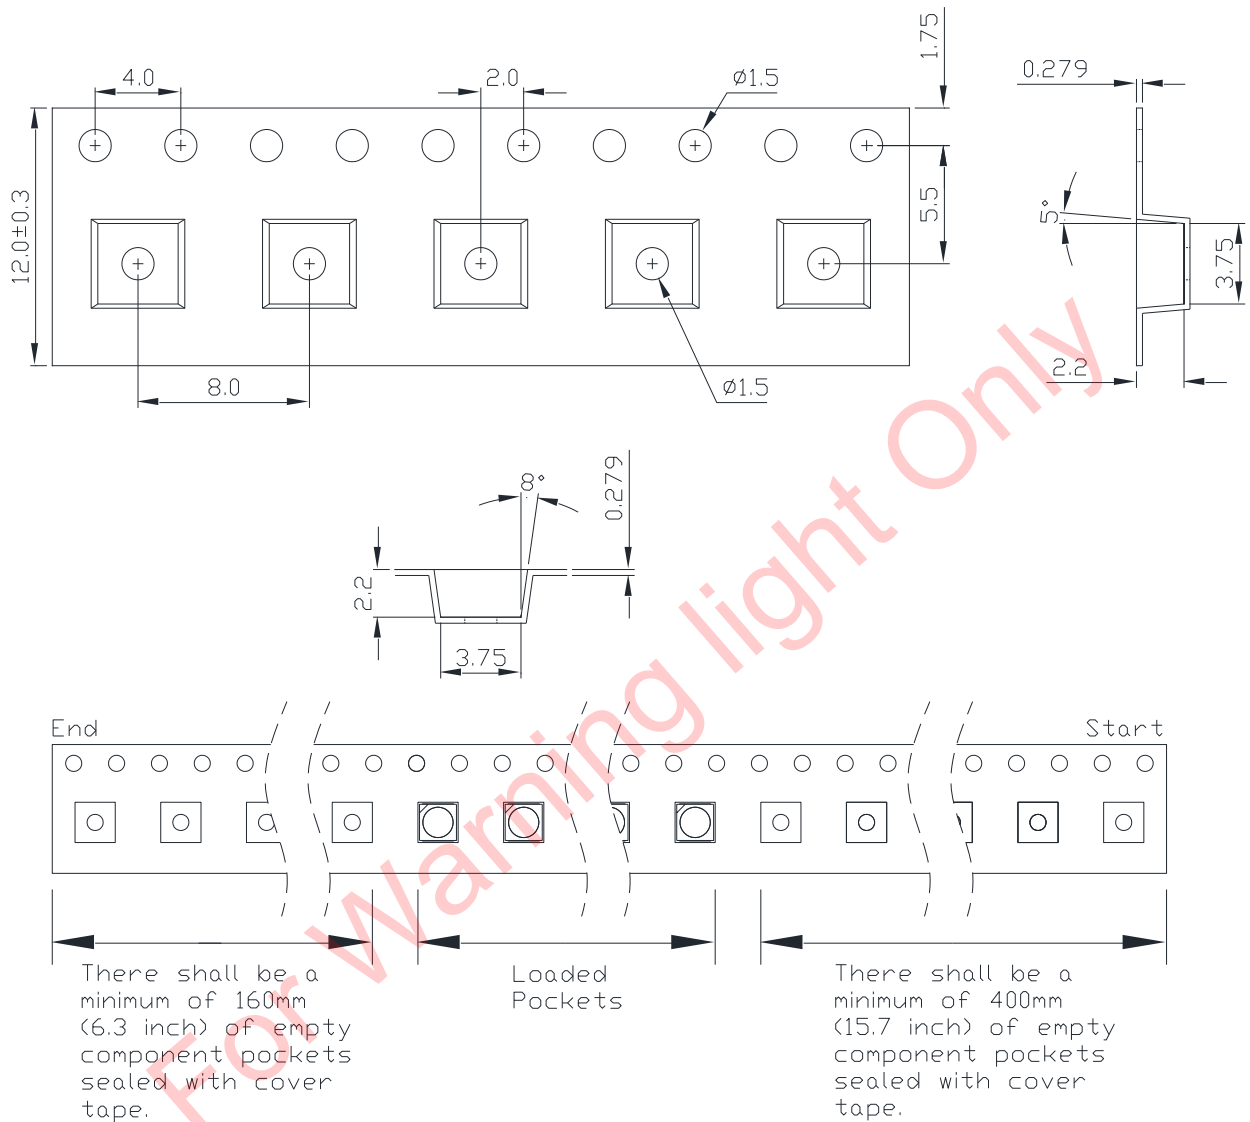 4.0
2.0
ø1.5
1.75
0.279
12.0±0.3
5.5
5°
3.75
8.0
ø1.5
2.2
8°
0.279
2.2
3.75
End
Start
There shall be a
minimum of 160mm
(6.3 inch) of empty
component pockets
sealed with cover
tape.
Loaded
Pockets
There shall be a
minimum of 400mm
(15.7 inch) of empty
component pockets
sealed with cover
tape.
For Warning light Only